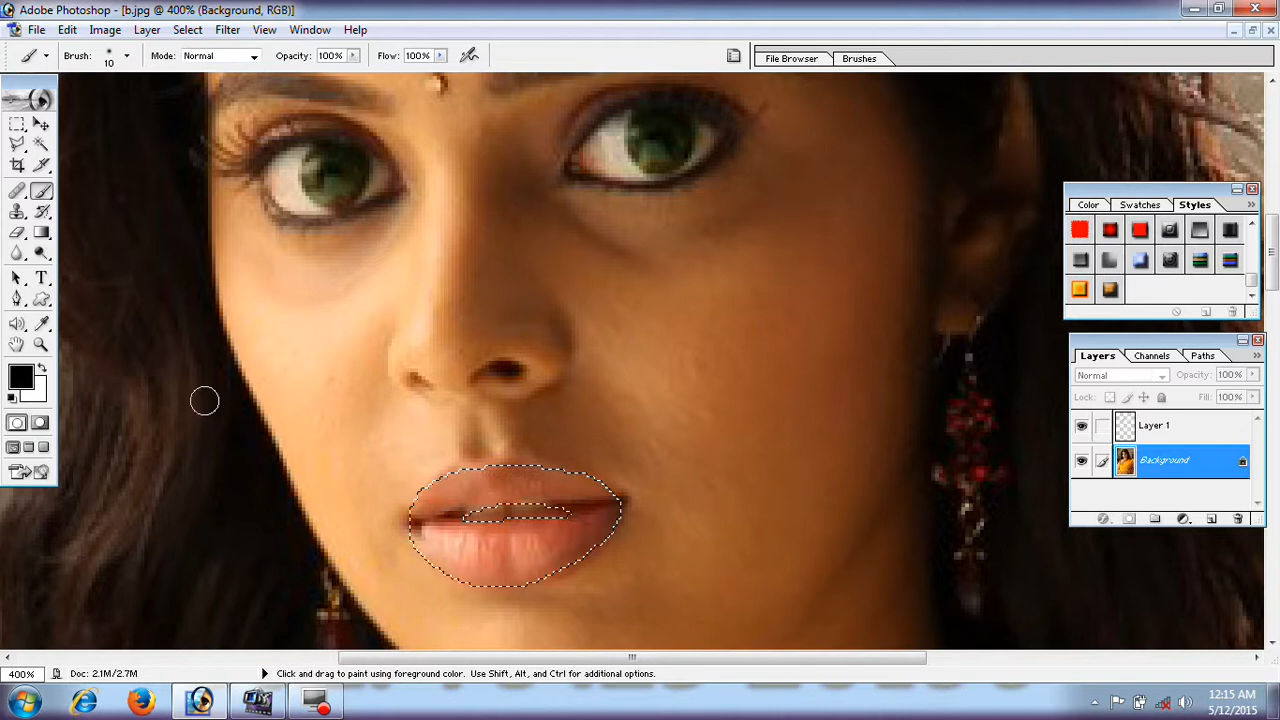 Adobe Photoshop - [b.jpg @ 400% (Background, RGB)]
File Edit Image Layer Select Filter View Window Help
Brush: 10 Mode: Normal Opacity: 100% Flow: 100%
File Browser Brushes
Color Swatches Styles
Layers Channels Paths
Normal Opacity: 100%
Lock: Fill: 100%
Layer 1
Background
400% Doc: 2.1M/2.7M Click and drag to paint using foreground color. Use Shift, Alt, and Ctrl for additional options.
12:15 AM
5/12/2015